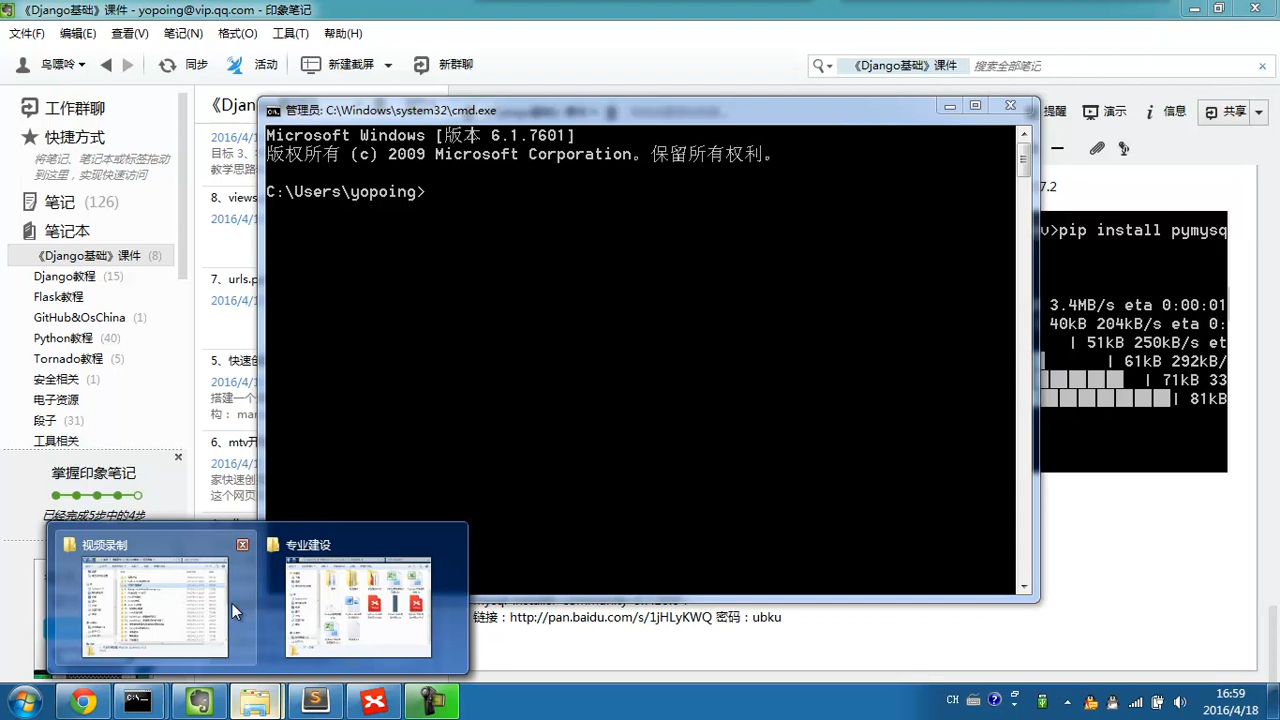 《Django基础》课件 - yopoing@vip.qq.com - 印象笔记
文件(F) 编辑(E) 查看(V) 笔记(N) 格式(O) 工具(T) 帮助(H)
鸟嘌呤 同步 活动 新建截屏 新群聊 《Django基础》课件 搜索全部笔记
工作群聊
快捷方式
将笔记、笔记本或标签拖动
到这里，实现快速访问
笔记 (126)
笔记本
《Django基础》课件 (8)
Django教程 (15)
Flask教程
GitHub&OsChina (1)
Python教程 (40)
Tornado教程 (5)
安全相关 (1)
电子资源
段子 (31)
工具相关
掌握印象笔记
已经完成5步中的4步
《Djan
2016/4/1
目标 3、
教学思路
8、views
2016/4/1
7、urls.p
2016/4/1
5、快速创
2016/4/1
搭建一个
构： mar
6、mtv开
2016/4/1
家快速创
这个网页
管理员: C:\Windows\system32\cmd.exe
Microsoft Windows [版本 6.1.7601]
版权所有 (c) 2009 Microsoft Corporation。保留所有权利。
C:\Users\yopoing>
提醒 演示 信息 共享
7.2
v>pip install pymysq
3.4MB/s eta 0:00:01
40kB 204kB/s eta 0:
| 51kB 250kB/s et
| 61kB 292kB/
| 71kB 33
| 81kB
链接：http://pan.baidu.com/s/1jHLyKWQ 密码：ubku
视频录制
专业建设
CH
16:59
2016/4/18